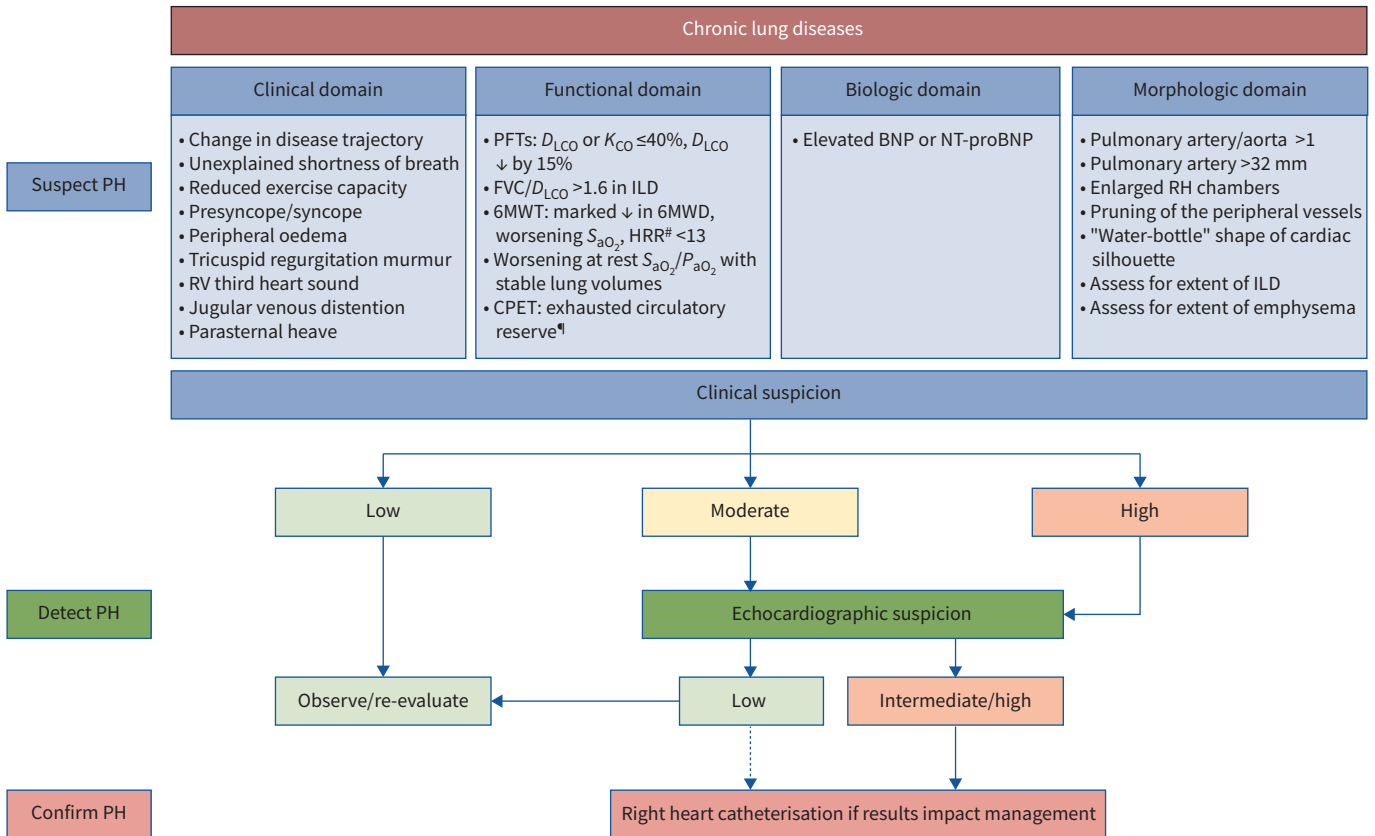 Chronic lung diseases
Suspect PH
Clinical domain
• Change in disease trajectory
• Unexplained shortness of breath
• Reduced exercise capacity
• Presyncope/syncope
• Peripheral oedema
• Tricuspid regurgitation murmur
• RV third heart sound
• Jugular venous distention
• Parasternal heave
Functional domain
• PFTs: DLCO or KCO ≤40%, DLCO
↓ by 15%
• FVC/DLCO >1.6 in ILD
• 6MWT: marked ↓ in 6MWD,
worsening SaO2, HRR# <13
• Worsening at rest SaO2/PaO2 with
stable lung volumes
• CPET: exhausted circulatory
reserve¶
Biologic domain
• Elevated BNP or NT-proBNP
Morphologic domain
• Pulmonary artery/aorta >1
• Pulmonary artery >32 mm
• Enlarged RH chambers
• Pruning of the peripheral vessels
• "Water-bottle" shape of cardiac
silhouette
• Assess for extent of ILD
• Assess for extent of emphysema
Clinical suspicion
Low
Moderate
High
Detect PH
Echocardiographic suspicion
Observe/re-evaluate
Low
Intermediate/high
Confirm PH
Right heart catheterisation if results impact management